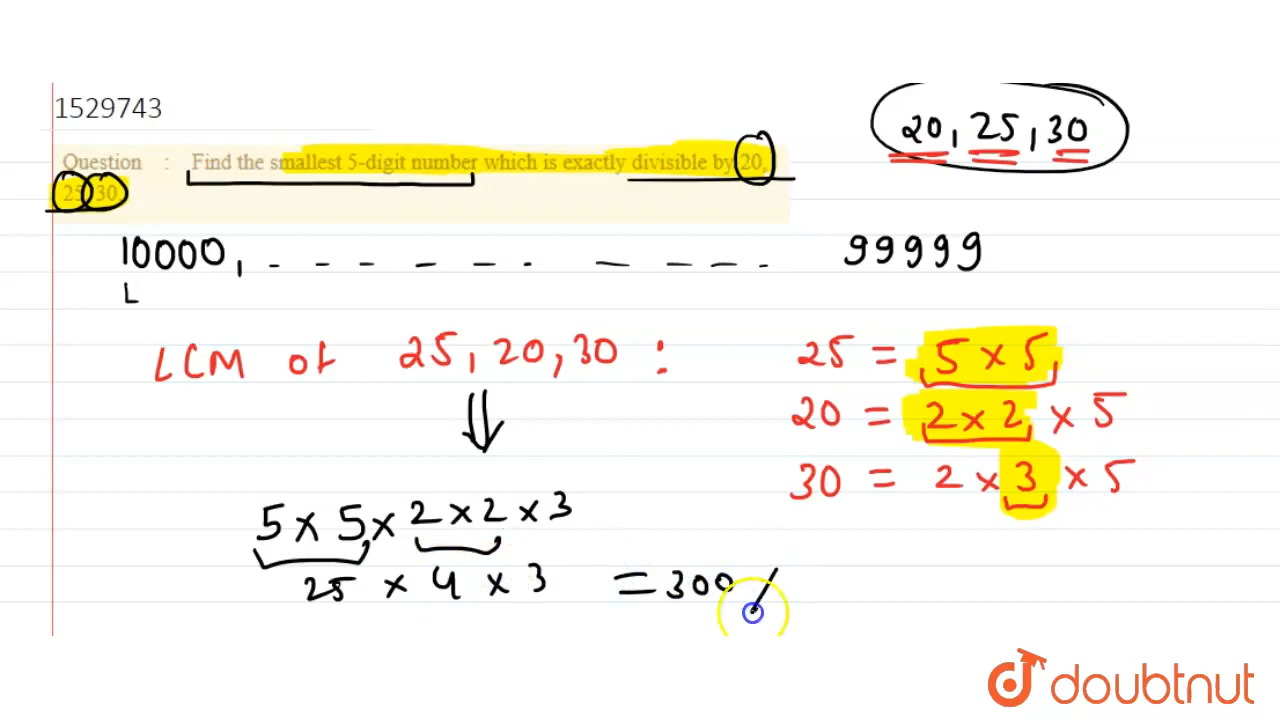 1529743
20, 25, 30
Question : Find the smallest 5-digit number which is exactly divisible by 20,
25, 30
10000, _ _ _ _ _ _ _ _ _ _ 99999
L
LCM of 25, 20, 30 :
25 = 5 × 5
20 = 2 × 2 × 5
30 = 2 × 3 × 5
5 × 5 × 2 × 2 × 3
25 × 4 × 3 = 300
doubtnut